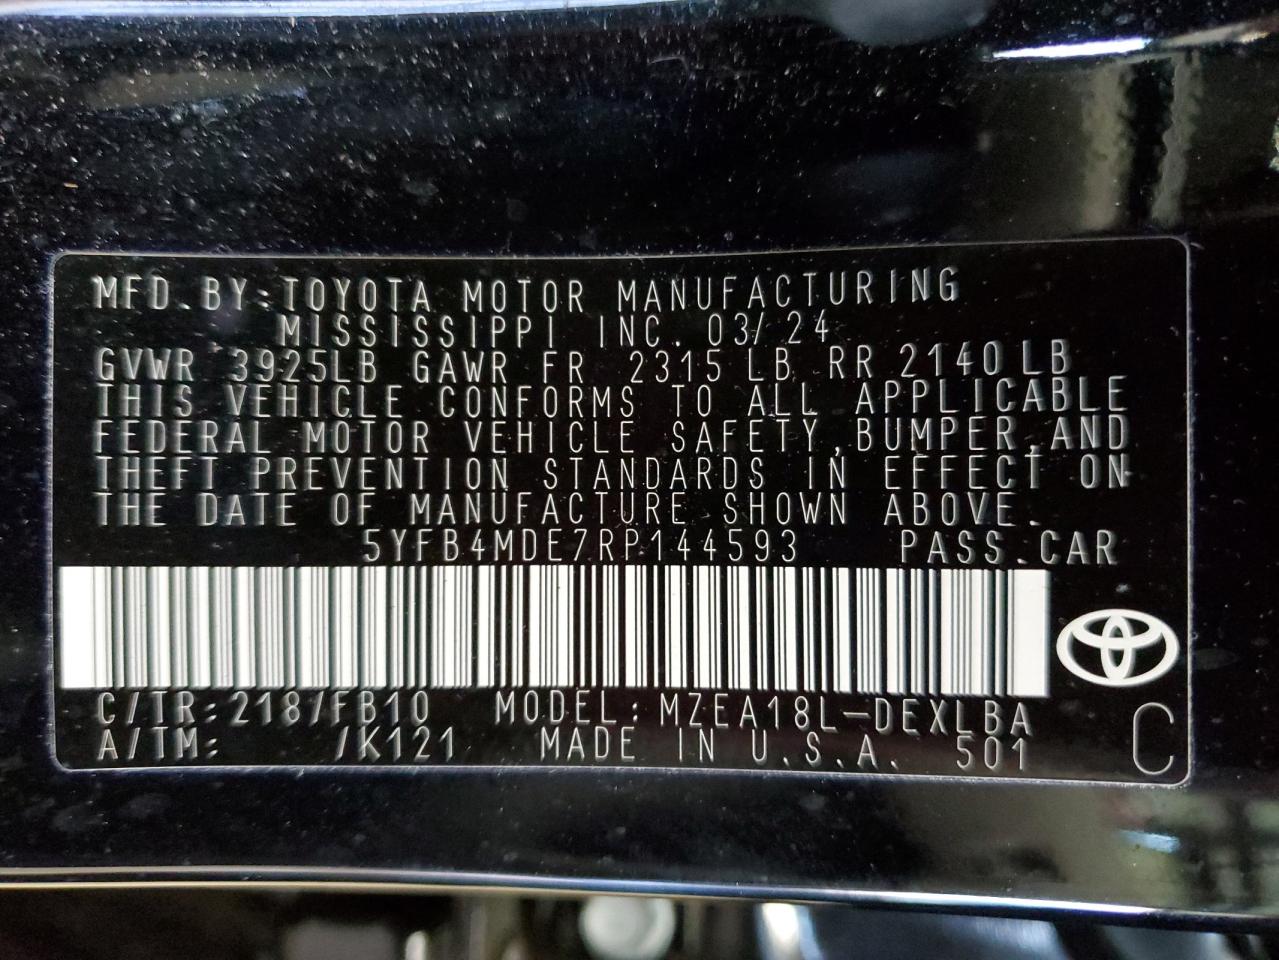 MFD.BY:TOYOTA MOTOR MANUFACTURING
MISSISSIPPI INC. 03/24
GVWR 3925LB GAWR FR 2315 LB RR 2140LB
THIS VEHICLE CONFORMS TO ALL APPLICABLE
FEDERAL MOTOR VEHICLE SAFETY,BUMPER,AND
THEFT PREVENTION STANDARDS IN EFFECT ON
THE DATE OF MANUFACTURE SHOWN ABOVE.
5YFB4MDE7RP144593 PASS.CAR
C/TR:218/FB10 MODEL:MZEA18L-DEXLBA
A/TM: /K121 MADE IN U.S.A. 501
C